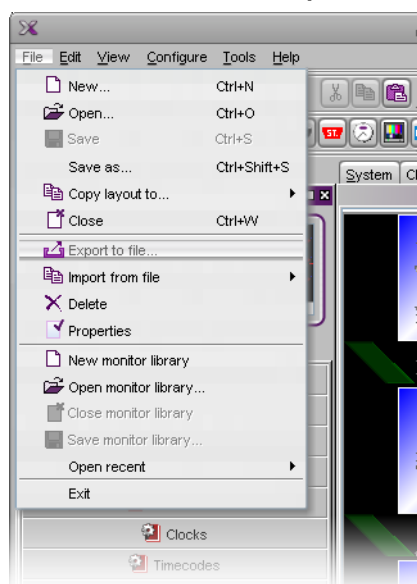 File Edit View Configure Tools Help
New... Ctrl+N
Open... Ctrl+O
Save Ctrl+S
Save as... Ctrl+Shift+S
Copy layout to...
Close Ctrl+W
Export to file...
Import from file
Delete
Properties
New monitor library
Open monitor library...
Close monitor library
Save monitor library...
Open recent
Exit
ST.
System
Clocks
Timecodes